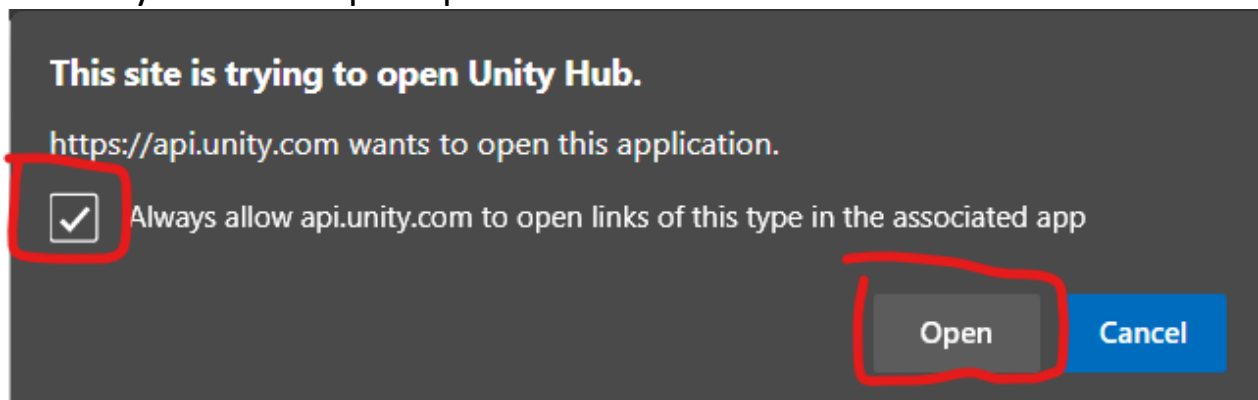 This site is trying to open Unity Hub.
https://api.unity.com wants to open this application.
Always allow api.unity.com to open links of this type in the associated app
Open Cancel